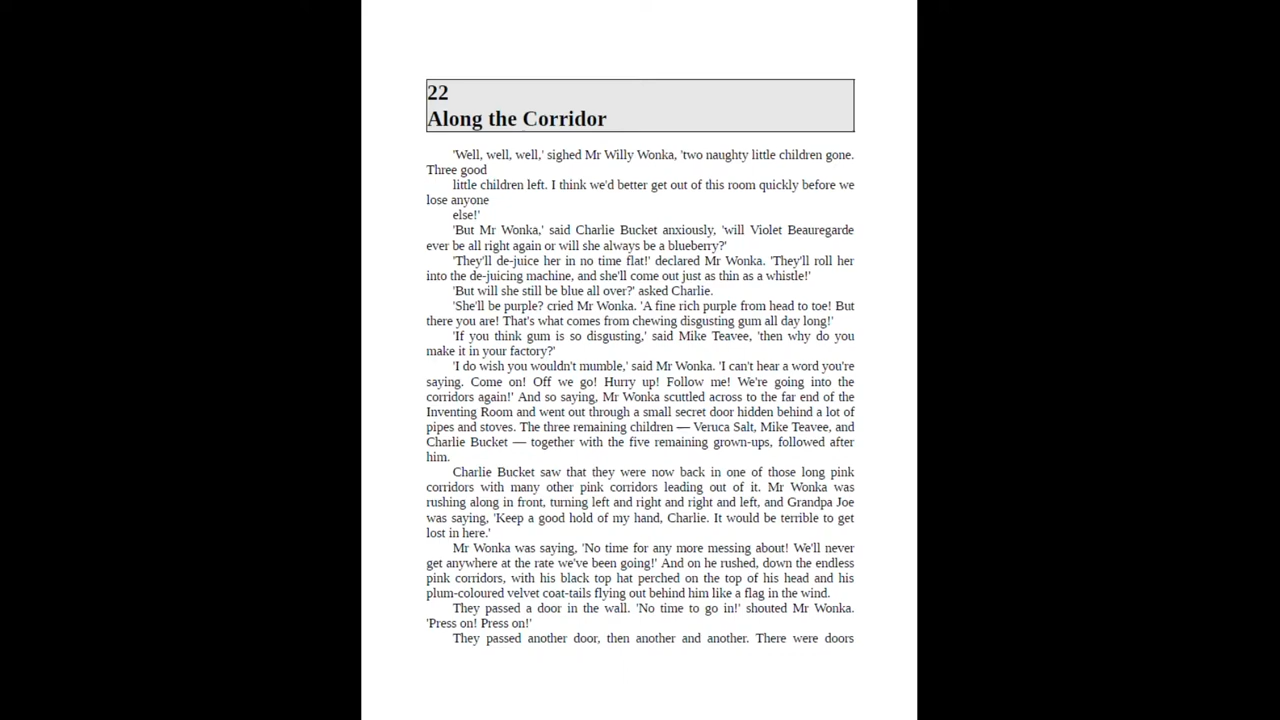 22
Along the Corridor
'Well, well, well,' sighed Mr Willy Wonka, 'two naughty little children gone.
Three good
little children left. I think we'd better get out of this room quickly before we
lose anyone
else!'
'But Mr Wonka,' said Charlie Bucket anxiously, 'will Violet Beauregarde
ever be all right again or will she always be a blueberry?'
'They'll de-juice her in no time flat!' declared Mr Wonka. 'They'll roll her
into the de-juicing machine, and she'll come out just as thin as a whistle!'
'But will she still be blue all over?' asked Charlie.
'She'll be purple? cried Mr Wonka. 'A fine rich purple from head to toe! But
there you are! That's what comes from chewing disgusting gum all day long!'
'If you think gum is so disgusting,' said Mike Teavee, 'then why do you
make it in your factory?'
'I do wish you wouldn't mumble,' said Mr Wonka. 'I can't hear a word you're
saying. Come on! Off we go! Hurry up! Follow me! We're going into the
corridors again!' And so saying, Mr Wonka scuttled across to the far end of the
Inventing Room and went out through a small secret door hidden behind a lot of
pipes and stoves. The three remaining children — Veruca Salt, Mike Teavee, and
Charlie Bucket — together with the five remaining grown-ups, followed after
him.
Charlie Bucket saw that they were now back in one of those long pink
corridors with many other pink corridors leading out of it. Mr Wonka was
rushing along in front, turning left and right and right and left, and Grandpa Joe
was saying, 'Keep a good hold of my hand, Charlie. It would be terrible to get
lost in here.'
Mr Wonka was saying, 'No time for any more messing about! We'll never
get anywhere at the rate we've been going!' And on he rushed, down the endless
pink corridors, with his black top hat perched on the top of his head and his
plum-coloured velvet coat-tails flying out behind him like a flag in the wind.
They passed a door in the wall. 'No time to go in!' shouted Mr Wonka.
'Press on! Press on!'
They passed another door, then another and another. There were doors